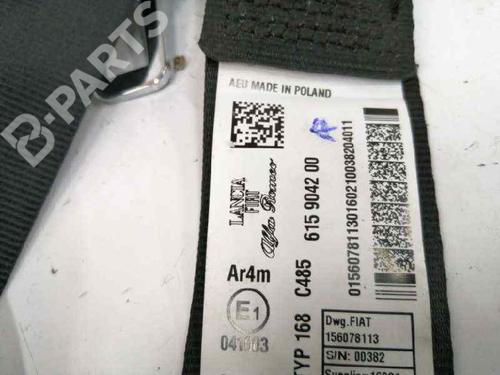 B-PARTS
AEU MADE IN POLAND
LANCIA
FIAT
Alfa Romeo
615 9042 00
C485
01560781130160210038204011
Ar4m
E1
TYP 168
Dwg.FIAT
156078113
S/N: 00382